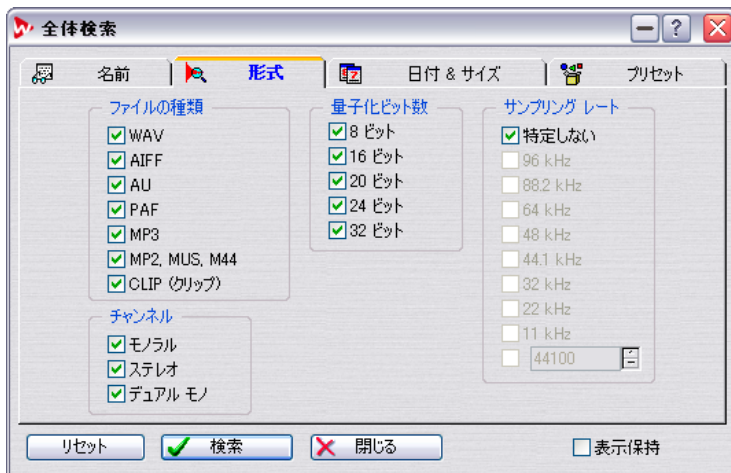 全体検索
名前
形式
日付 & サイズ
プリセット
ファイルの種類
WAV
AIFF
AU
PAF
MP3
MP2, MUS, M44
CLIP (クリップ)
チャンネル
モノラル
ステレオ
デュアル モノ
量子化ビット数
8 ビット
16 ビット
20 ビット
24 ビット
32 ビット
サンプリング レート
特定しない
96 kHz
88.2 kHz
64 kHz
48 kHz
44.1 kHz
32 kHz
22 kHz
11 kHz
44100
リセット
検索
閉じる
表示保持